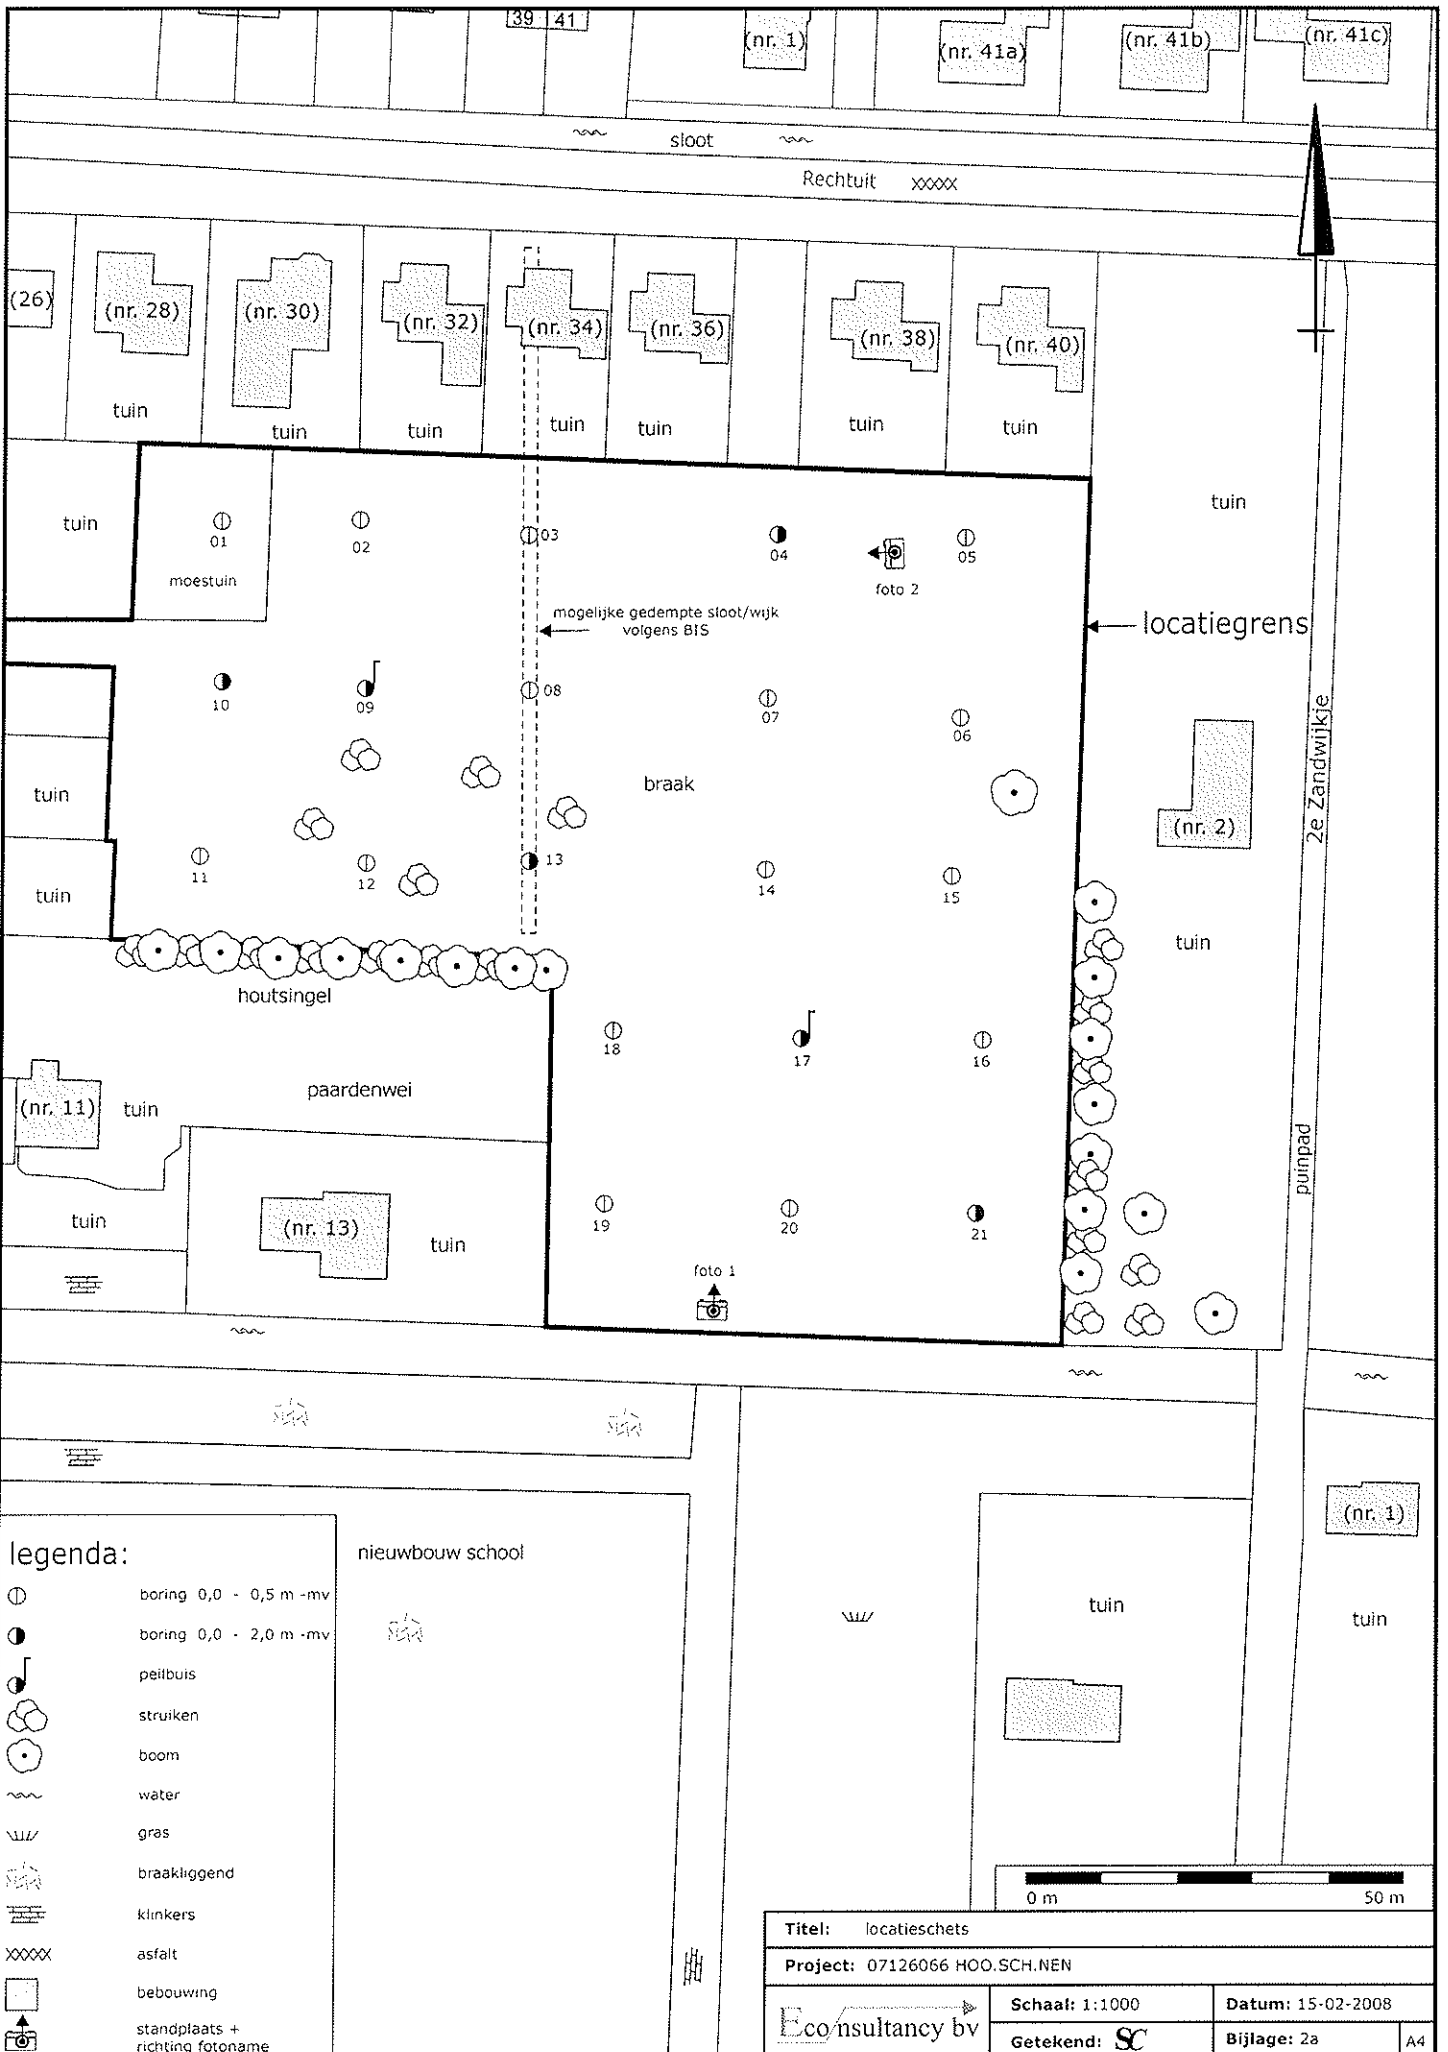 39 41
(nr. 1)
(nr. 41a)
(nr. 41b)
(nr. 41c)
sloot
Rechtuit
(26)
(nr. 28)
(nr. 30)
(nr. 32)
(nr. 34)
(nr. 36)
(nr. 38)
(nr. 40)
tuin
tuin
tuin
tuin
tuin
tuin
tuin
tuin
tuin
01
02
03
04
05
moestuin
foto 2
mogelijke gedempte sloot/wijk
volgens BIS
locatiegrens
10
09
08
07
06
2e Zandwijkje
braak
tuin
(nr. 2)
11
12
13
14
15
tuin
tuin
houtsingel
18
17
16
paardenwei
(nr. 11)
tuin
puinpad
19
20
21
tuin
(nr. 13)
tuin
foto 1
(nr. 1)
nieuwbouw school
tuin
tuin
legenda:
boring 0,0 - 0,5 m -mv
boring 0,0 - 2,0 m -mv
peilbuis
struiken
boom
water
gras
braakliggend
klinkers
asfalt
bebouwing
standplaats +
richting fotoname
0 m 50 m
Titel: locatieschets
Project: 07126066 HOO.SCH.NEN
Econsultancy bv
Schaal: 1:1000
Datum: 15-02-2008
Getekend: SC
Bijlage: 2a
A4